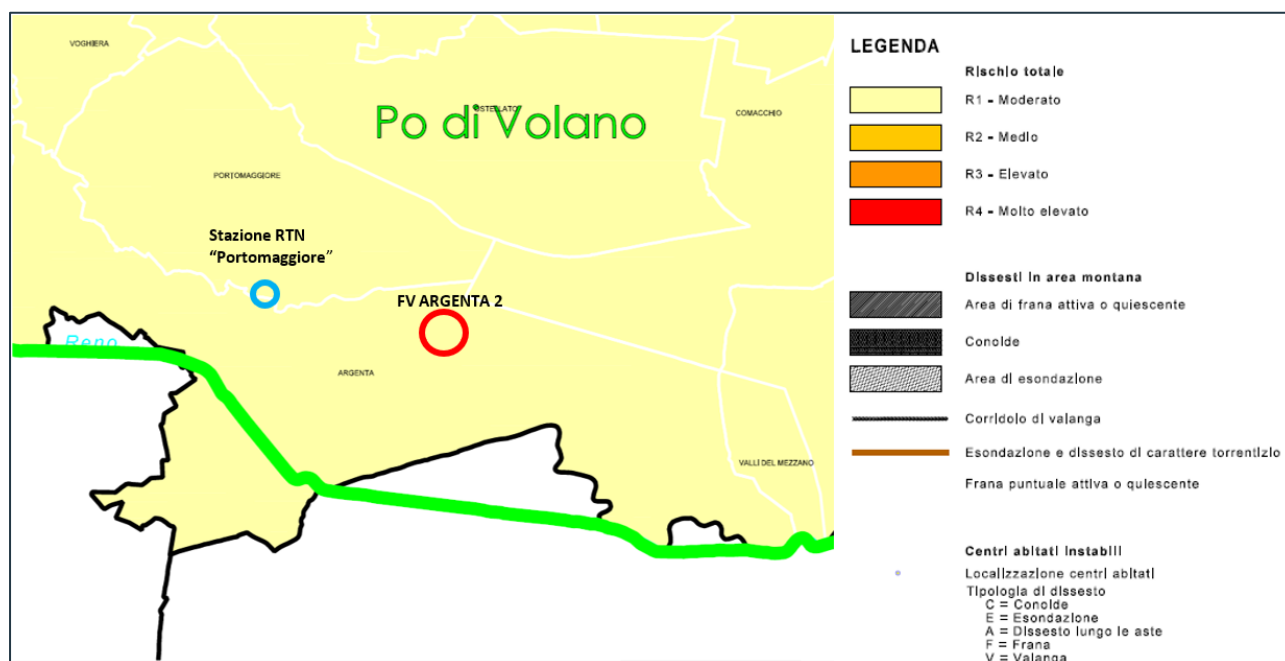 VOGHIERA
OSTELLATO
Po di Volano
COMACCHIO
PORTOMAGGIORE
Stazione RTN
“Portomaggiore”
FV ARGENTA 2
Reno
ARGENTA
VALLI DEL MEZZANO
LEGENDA
Rischio totale
R1 - Moderato
R2 - Medio
R3 - Elevato
R4 - Molto elevato
Dissesti in area montana
Area di frana attiva o quiescente
Conoide
Area di esondazione
Corridoio di valanga
Esondazione e dissesto di carattere torrentizio
Frana puntuale attiva o quiescente
Centri abitati instabili
Localizzazione centri abitati
Tipologia di dissesto
C = Conoide
E = Esondazione
A = Dissesto lungo le aste
F = Frana
V = Valanga